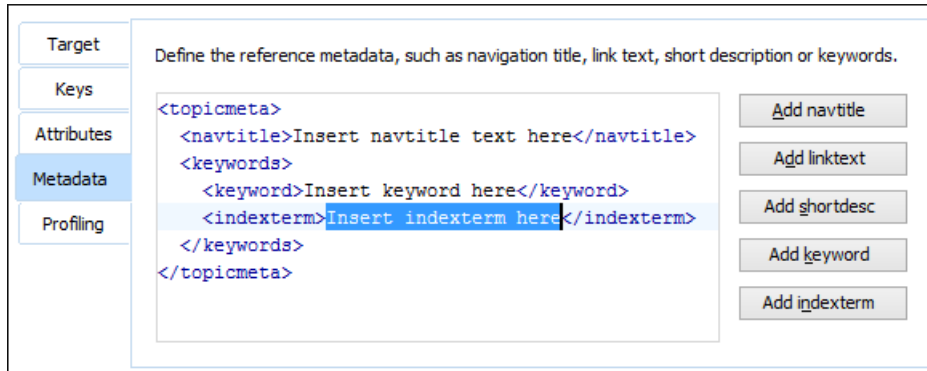 Target
Keys
Attributes
Metadata
Profiling
Define the reference metadata, such as navigation title, link text, short description or keywords.
<topicmeta>
  <navtitle>Insert navtitle text here</navtitle>
  <keywords>
    <keyword>Insert keyword here</keyword>
    <indexterm>Insert indexterm here</indexterm>
  </keywords>
</topicmeta>
Add navtitle
Add linktext
Add shortdesc
Add keyword
Add indexterm